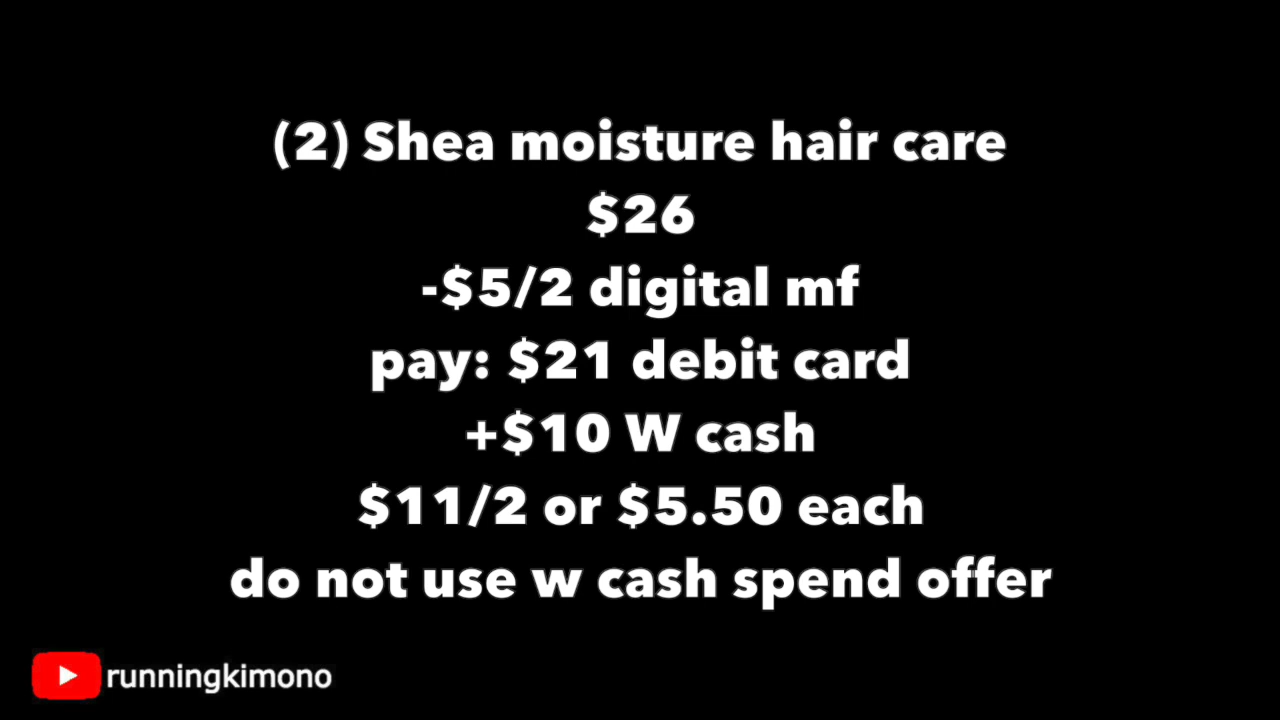 (2) Shea moisture hair care
$26
-$5/2 digital mf
pay: $21 debit card
+$10 W cash
$11/2 or $5.50 each
do not use w cash spend offer
runningkimono